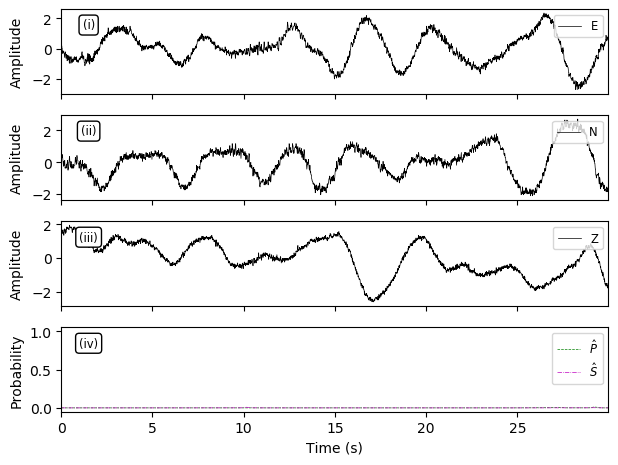 2
0
−2
Amplitude
(i)
E
2
0
−2
Amplitude
(ii)
N
2
0
−2
Amplitude
(iii)
Z
1.0
0.5
0.0
Probability
(iv)
P̂
Ŝ
0 5 10 15 20 25
Time (s)